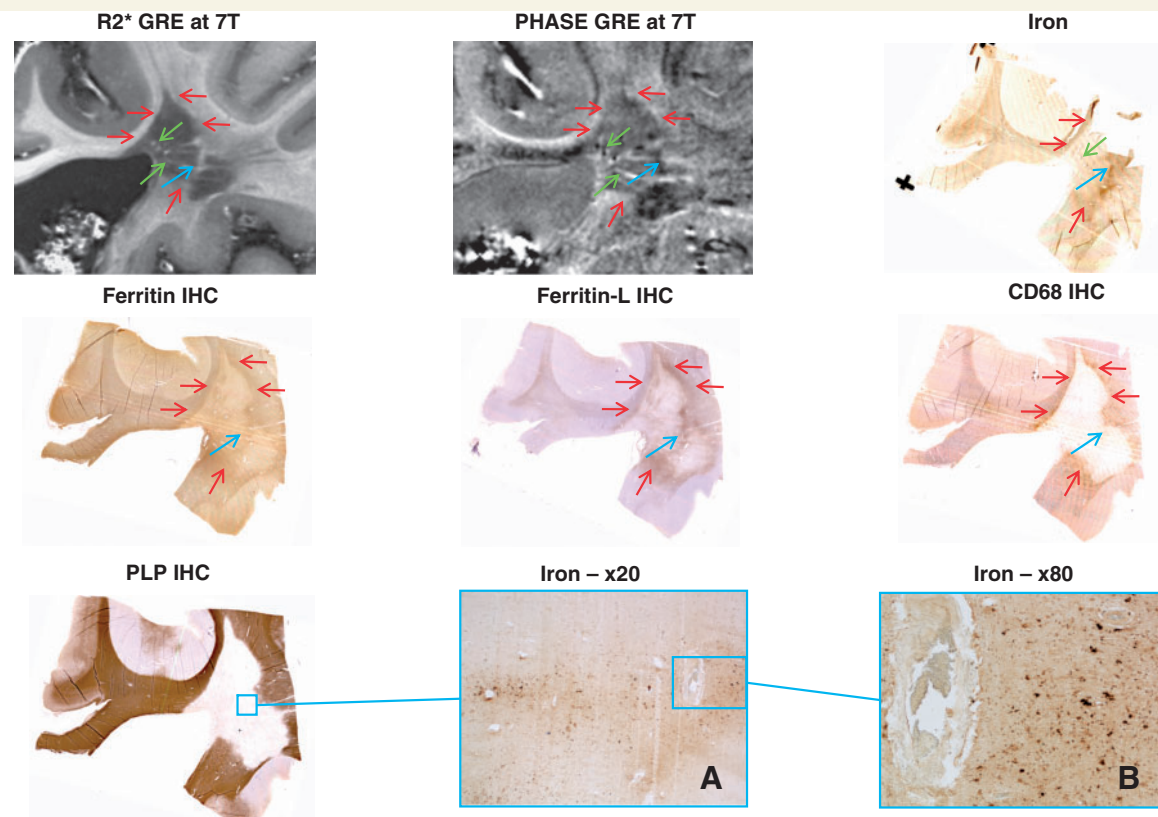 R2* GRE at 7T
PHASE GRE at 7T
Iron
Ferritin IHC
Ferritin-L IHC
CD68 IHC
PLP IHC
Iron – x20
Iron – x80
A
B